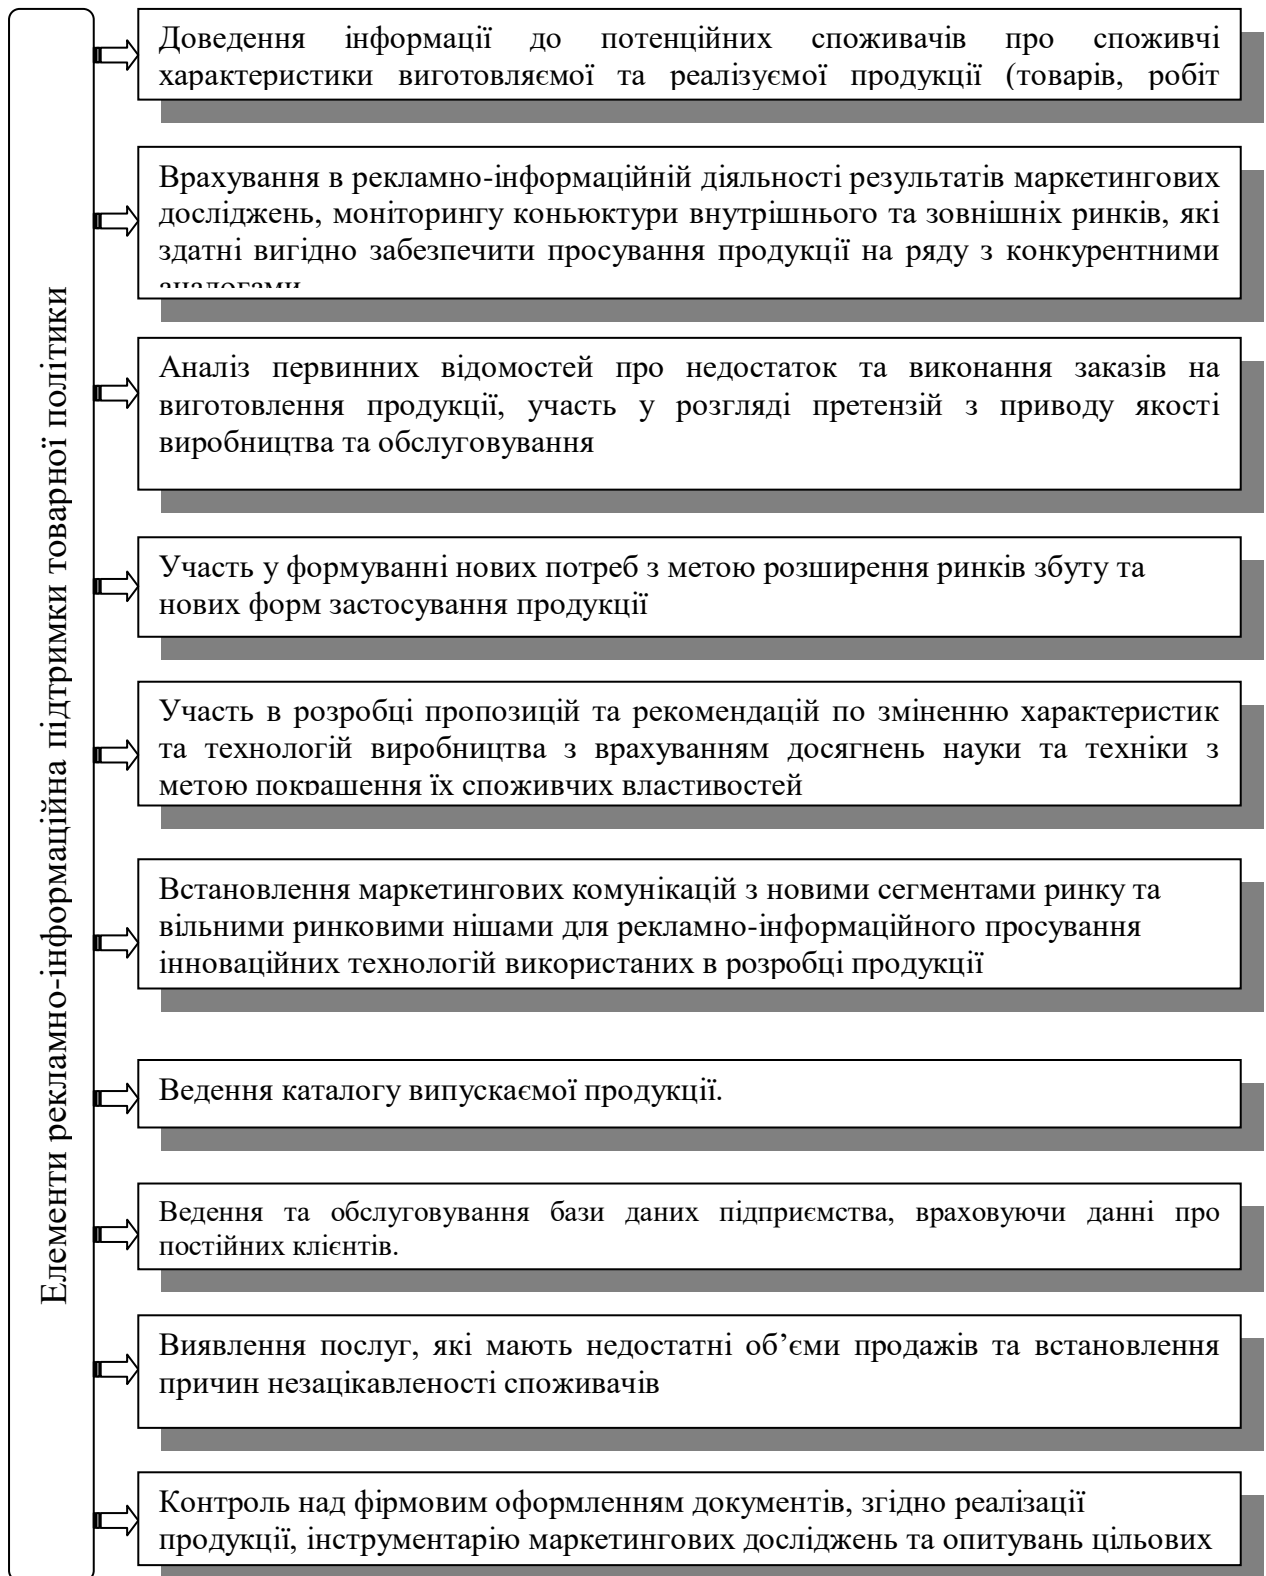 Елементи рекламно-інформаційна підтримки товарної політики
Доведення інформації до потенційних споживачів про споживчі
характеристики виготовляємої та реалізуємої продукції (товарів, робіт
Врахування в рекламно-інформаційній діяльності результатів маркетингових
досліджень, моніторингу коньюктури внутрішнього та зовнішніх ринків, які
здатні вигідно забезпечити просування продукції на ряду з конкурентними
аналогами
Аналіз первинних відомостей про недостаток та виконання заказів на
виготовлення продукції, участь у розгляді претензій з приводу якості
виробництва та обслуговування
Участь у формуванні нових потреб з метою розширення ринків збуту та
нових форм застосування продукції
Участь в розробці пропозицій та рекомендацій по зміненню характеристик
та технологій виробництва з врахуванням досягнень науки та техніки з
метою покращення їх споживчих властивостей
Встановлення маркетингових комунікацій з новими сегментами ринку та
вільними ринковими нішами для рекламно-інформаційного просування
інноваційних технологій використаних в розробці продукції
Ведення каталогу випускаємої продукції.
Ведення та обслуговування бази даних підприємства, враховуючи данні про
постійних клієнтів.
Виявлення послуг, які мають недостатні об’єми продажів та встановлення
причин незацікавленості споживачів
Контроль над фірмовим оформленням документів, згідно реалізації
продукції, інструментарію маркетингових досліджень та опитувань цільових